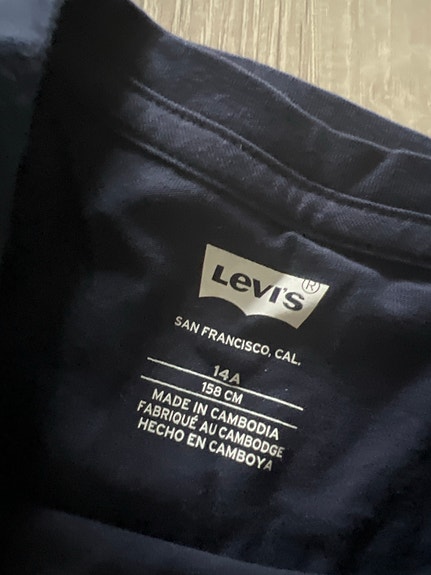 Levi's®
SAN FRANCISCO, CAL.
14A
158 CM
MADE IN CAMBODIA
FABRIQUÉ AU CAMBODGE
HECHO EN CAMBOYA